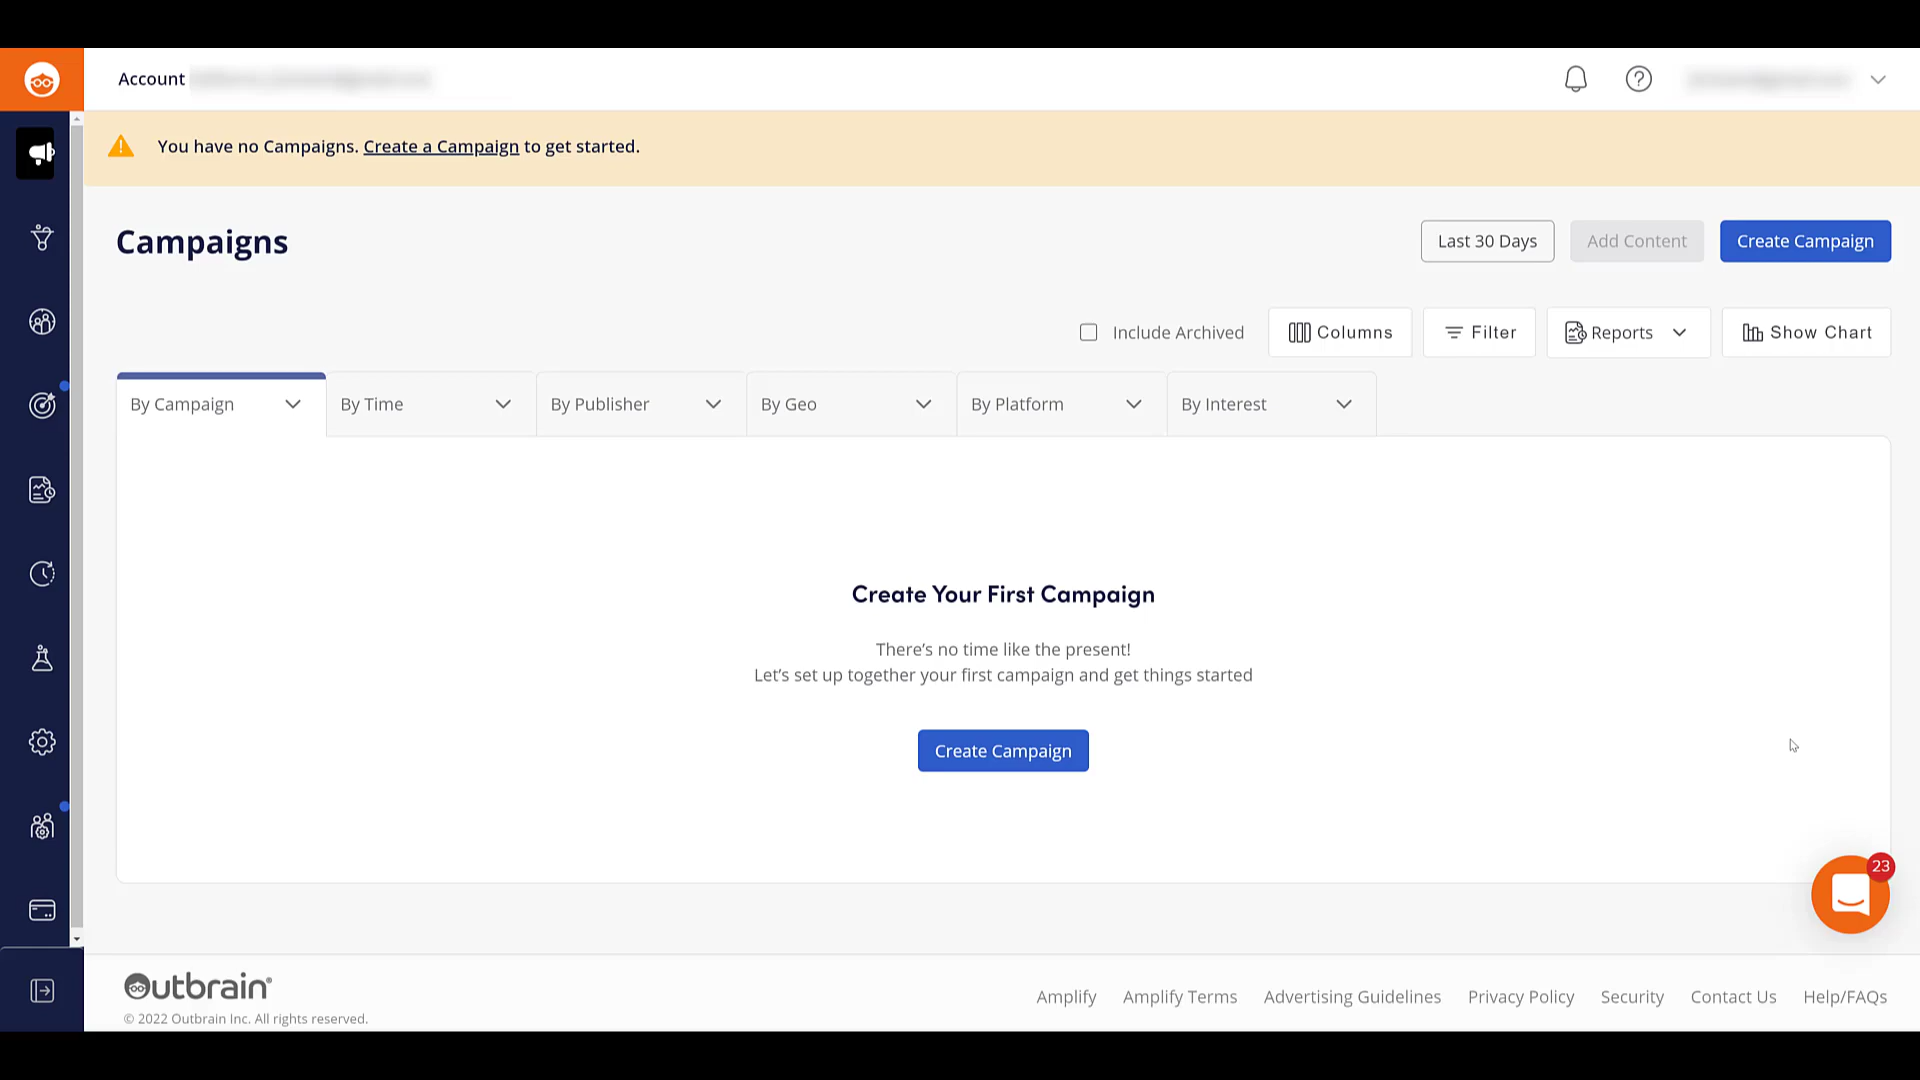 Account
You have no Campaigns. Create a Campaign to get started.
Campaigns
Last 30 Days
Add Content
Create Campaign
Include Archived
Columns
Filter
Reports
Show Chart
By Campaign
By Time
By Publisher
By Geo
By Platform
By Interest
Create Your First Campaign
There's no time like the present!
Let's set up together your first campaign and get things started
Create Campaign
23
Outbrain®
© 2022 Outbrain Inc. All rights reserved.
Amplify
Amplify Terms
Advertising Guidelines
Privacy Policy
Security
Contact Us
Help/FAQs